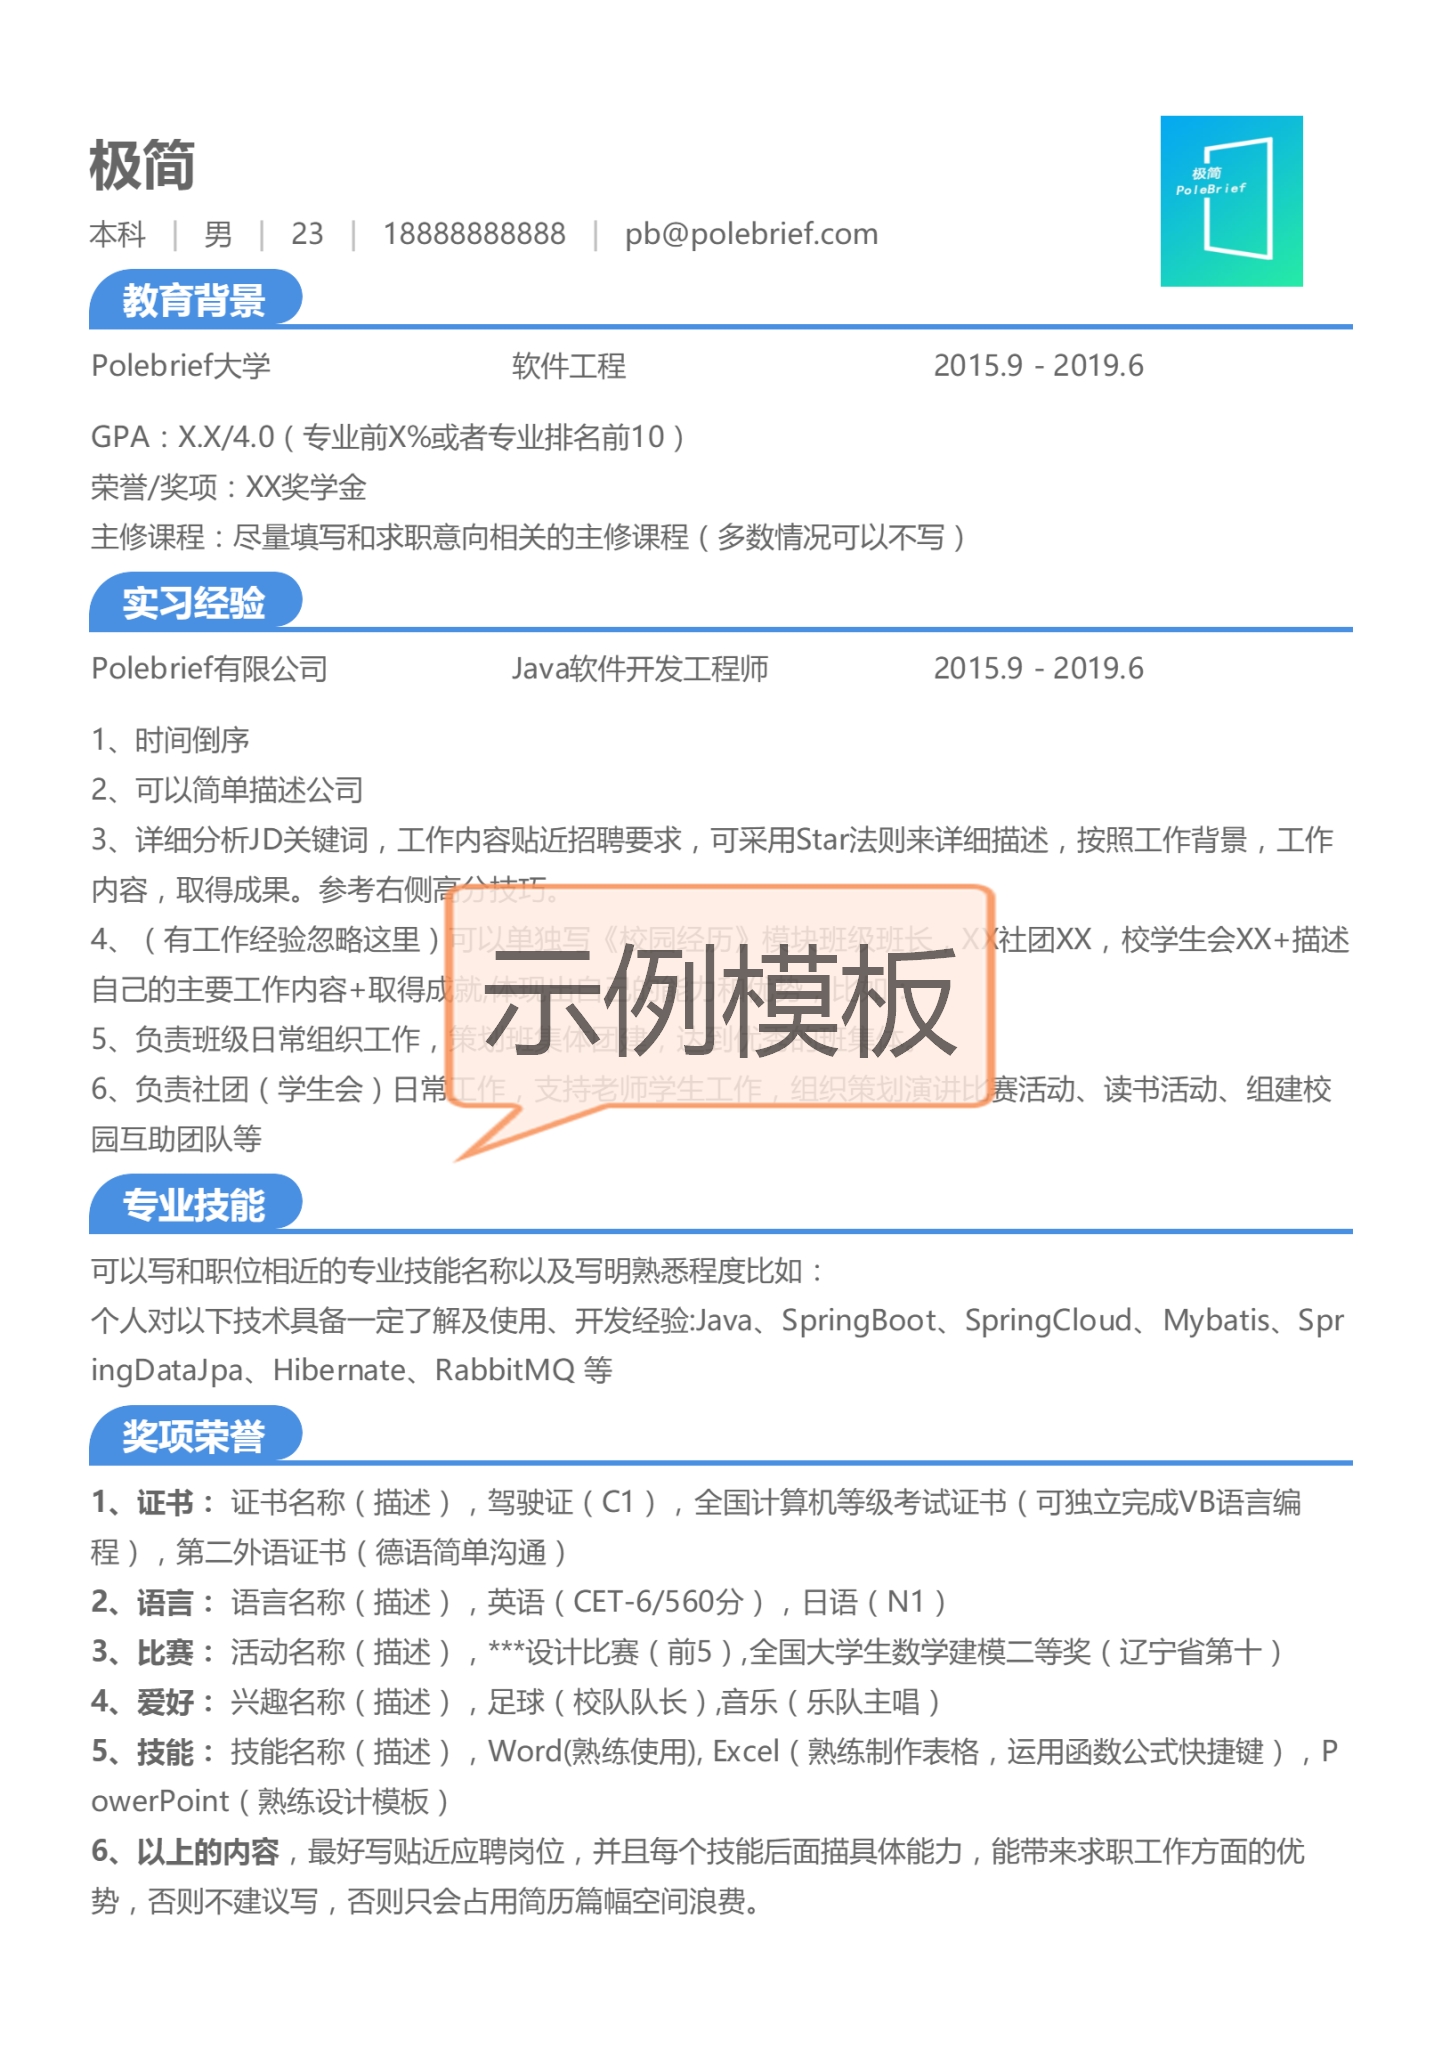 极简
极简
PoleBrief
本科 | 男 | 23 | 18888888888 | pb@polebrief.com
教育背景
Polebrief大学 软件工程 2015.9 - 2019.6
GPA：X.X/4.0（专业前X%或者专业排名前10）
荣誉/奖项：XX奖学金
主修课程：尽量填写和求职意向相关的主修课程（多数情况可以不写）
实习经验
Polebrief有限公司 Java软件开发工程师 2015.9 - 2019.6
1、时间倒序
2、可以简单描述公司
3、详细分析JD关键词，工作内容贴近招聘要求，可采用Star法则来详细描述，按照工作背景，工作
内容，取得成果。参考右侧高分技巧。
4、（有工作经验忽略这里）可以单独写《校园经历》模块班级班长，XX社团XX，校学生会XX+描述
自己的主要工作内容+取得成就,体现出自己的能力和
5、负责班级日常组织工作，策划班集体团建，达到优秀的班集体。
6、负责社团（学生会）日常工作，支持老师学生工作，组织策划演讲比赛活动、读书活动、组建校
园互助团队等
示例模板
专业技能
可以写和职位相近的专业技能名称以及写明熟悉程度比如：
个人对以下技术具备一定了解及使用、开发经验:Java、SpringBoot、SpringCloud、Mybatis、Spr
ingDataJpa、Hibernate、RabbitMQ 等
奖项荣誉
1、证书： 证书名称（描述），驾驶证（C1），全国计算机等级考试证书（可独立完成VB语言编
程），第二外语证书（德语简单沟通）
2、语言： 语言名称（描述），英语（CET-6/560分），日语（N1）
3、比赛： 活动名称（描述），***设计比赛（前5）,全国大学生数学建模二等奖（辽宁省第十）
4、爱好： 兴趣名称（描述），足球（校队队长）,音乐（乐队主唱）
5、技能： 技能名称（描述），Word(熟练使用), Excel（熟练制作表格，运用函数公式快捷键），P
owerPoint（熟练设计模板）
6、以上的内容，最好写贴近应聘岗位，并且每个技能后面描具体能力，能带来求职工作方面的优
势，否则不建议写，否则只会占用简历篇幅空间浪费。